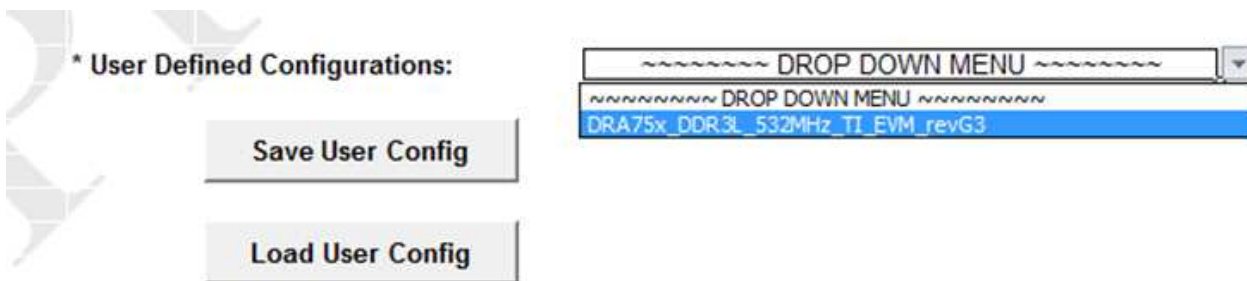 * User Defined Configurations:
~~~~~~~~ DROP DOWN MENU ~~~~~~~~
~~~~~~~~ DROP DOWN MENU ~~~~~~~~
DRA75x_DDR3L_532MHz_TI_EVM_revG3
Save User Config
Load User Config